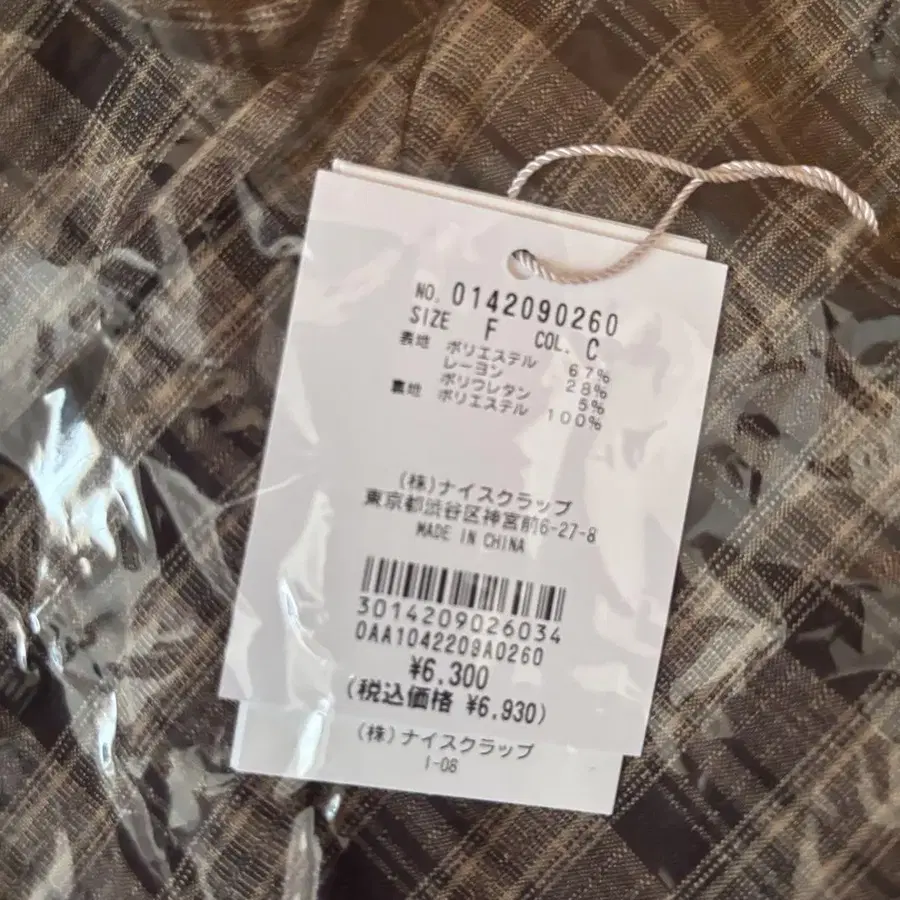 NO. 0142090260
SIZE F COL. C
表地 ポリエステル 67%
レーヨン 28%
ポリウレタン 5%
裏地 ポリエステル 100%
(株)ナイスクラップ
東京都渋谷区神宮前6-27-8
MADE IN CHINA
3014209026034
0AA1042209A0260
¥6.300
(税込価格 ¥6.930)
(株)ナイスクラップ
I-08